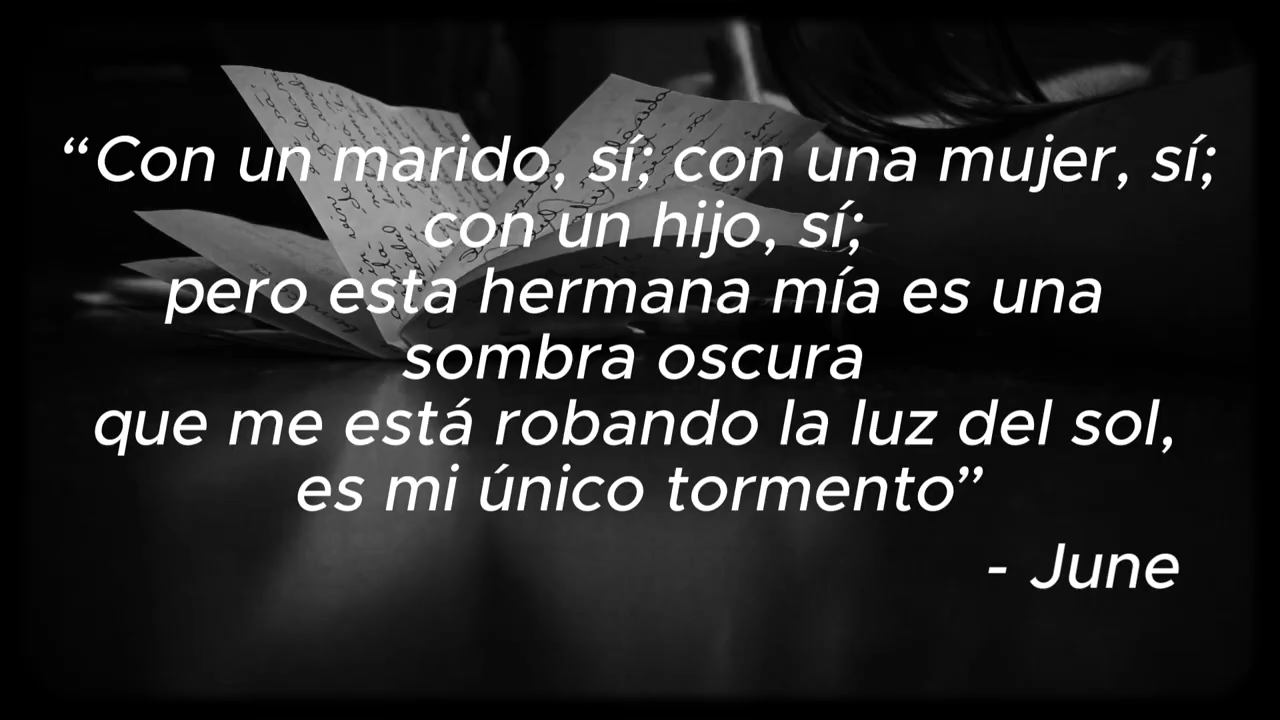 “Con un marido, sí; con una mujer, sí;
con un hijo, sí;
pero esta hermana mía es una
sombra oscura
que me está robando la luz del sol,
es mi único tormento”
- June